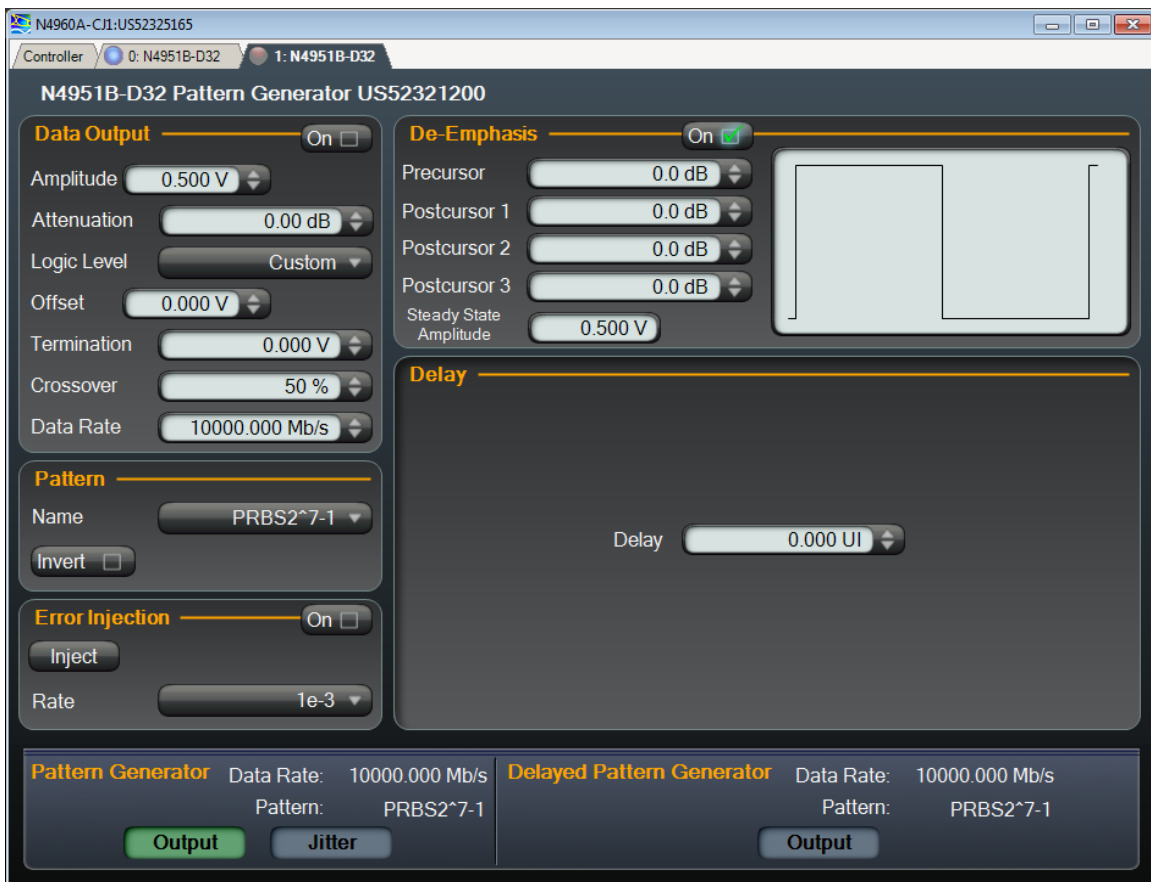 N4960A-CJ1:US52325165
Controller 0: N4951B-D32 1: N4951B-D32
N4951B-D32 Pattern Generator US52321200
Data Output On
Amplitude 0.500 V
Attenuation 0.00 dB
Logic Level Custom
Offset 0.000 V
Termination 0.000 V
Crossover 50 %
Data Rate 10000.000 Mb/s
Pattern
Name PRBS2^7-1
Invert
Error Injection On
Inject
Rate 1e-3
De-Emphasis On
Precursor 0.0 dB
Postcursor 1 0.0 dB
Postcursor 2 0.0 dB
Postcursor 3 0.0 dB
Steady State
Amplitude 0.500 V
Delay
Delay 0.000 UI
Pattern Generator Data Rate: 10000.000 Mb/s
Pattern: PRBS2^7-1
Output Jitter
Delayed Pattern Generator Data Rate: 10000.000 Mb/s
Pattern: PRBS2^7-1
Output